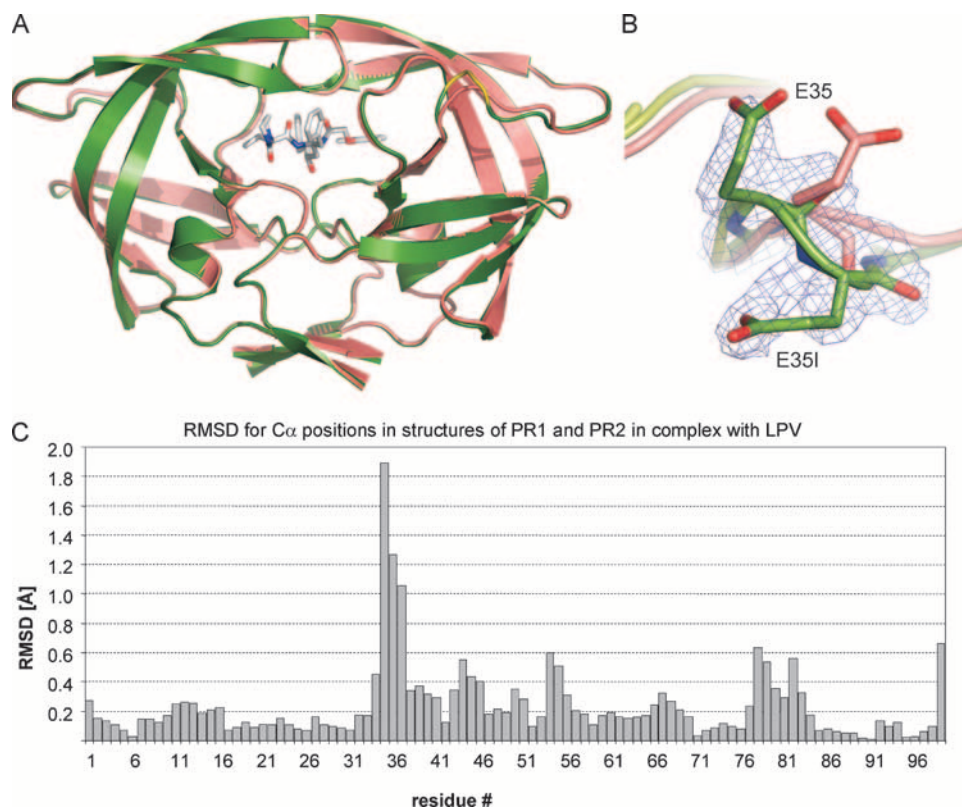 A
B
E35
E35I
C
RMSD for Cα positions in structures of PR1 and PR2 in complex with LPV
RMSD [Å]
2.0
1.8
1.6
1.4
1.2
1.0
0.8
0.6
0.4
0.2
1 6 11 16 21 26 31 36 41 46 51 56 61 66 71 76 81 86 91 96
residue #